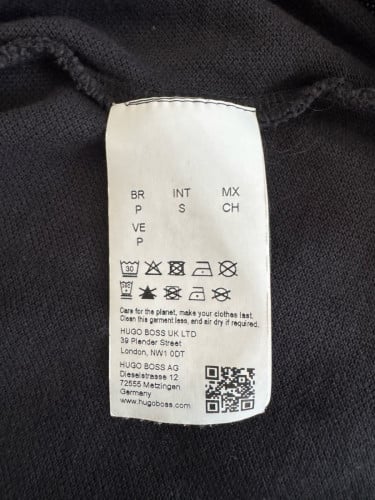 BR INT MX
P S CH
VE
P
30
Care for the planet, make your clothes last.
Clean this garment less, and air dry if required.
HUGO BOSS UK LTD
39 Plender Street
London, NW1 0DT
HUGO BOSS AG
Dieselstrasse 12
72555 Metzingen
Germany
www.hugoboss.com